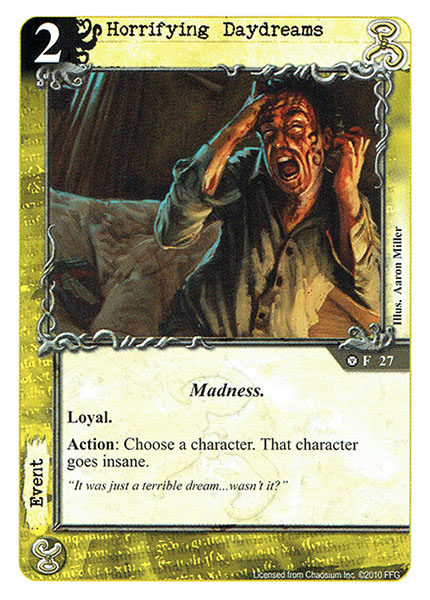 2
Horrifying Daydreams
Illus. Aaron Miller
F 27
Madness.
Loyal.
Action: Choose a character. That character
goes insane.
"It was just a terrible dream...wasn't it?"
Event
Licensed from Chaosium Inc. ©2010 FFG